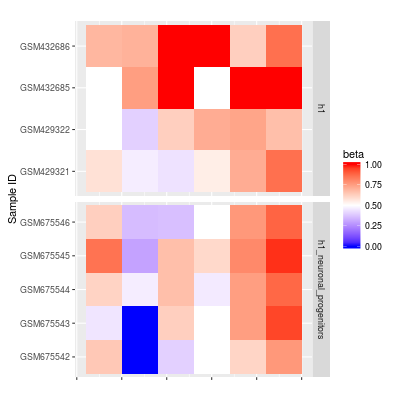 GSM432686
GSM432685
GSM429322
GSM429321
h1
GSM675546
GSM675545
GSM675544
GSM675543
GSM675542
h1_neuronal_progenitors
Sample ID
beta
1.00
0.75
0.50
0.25
0.00